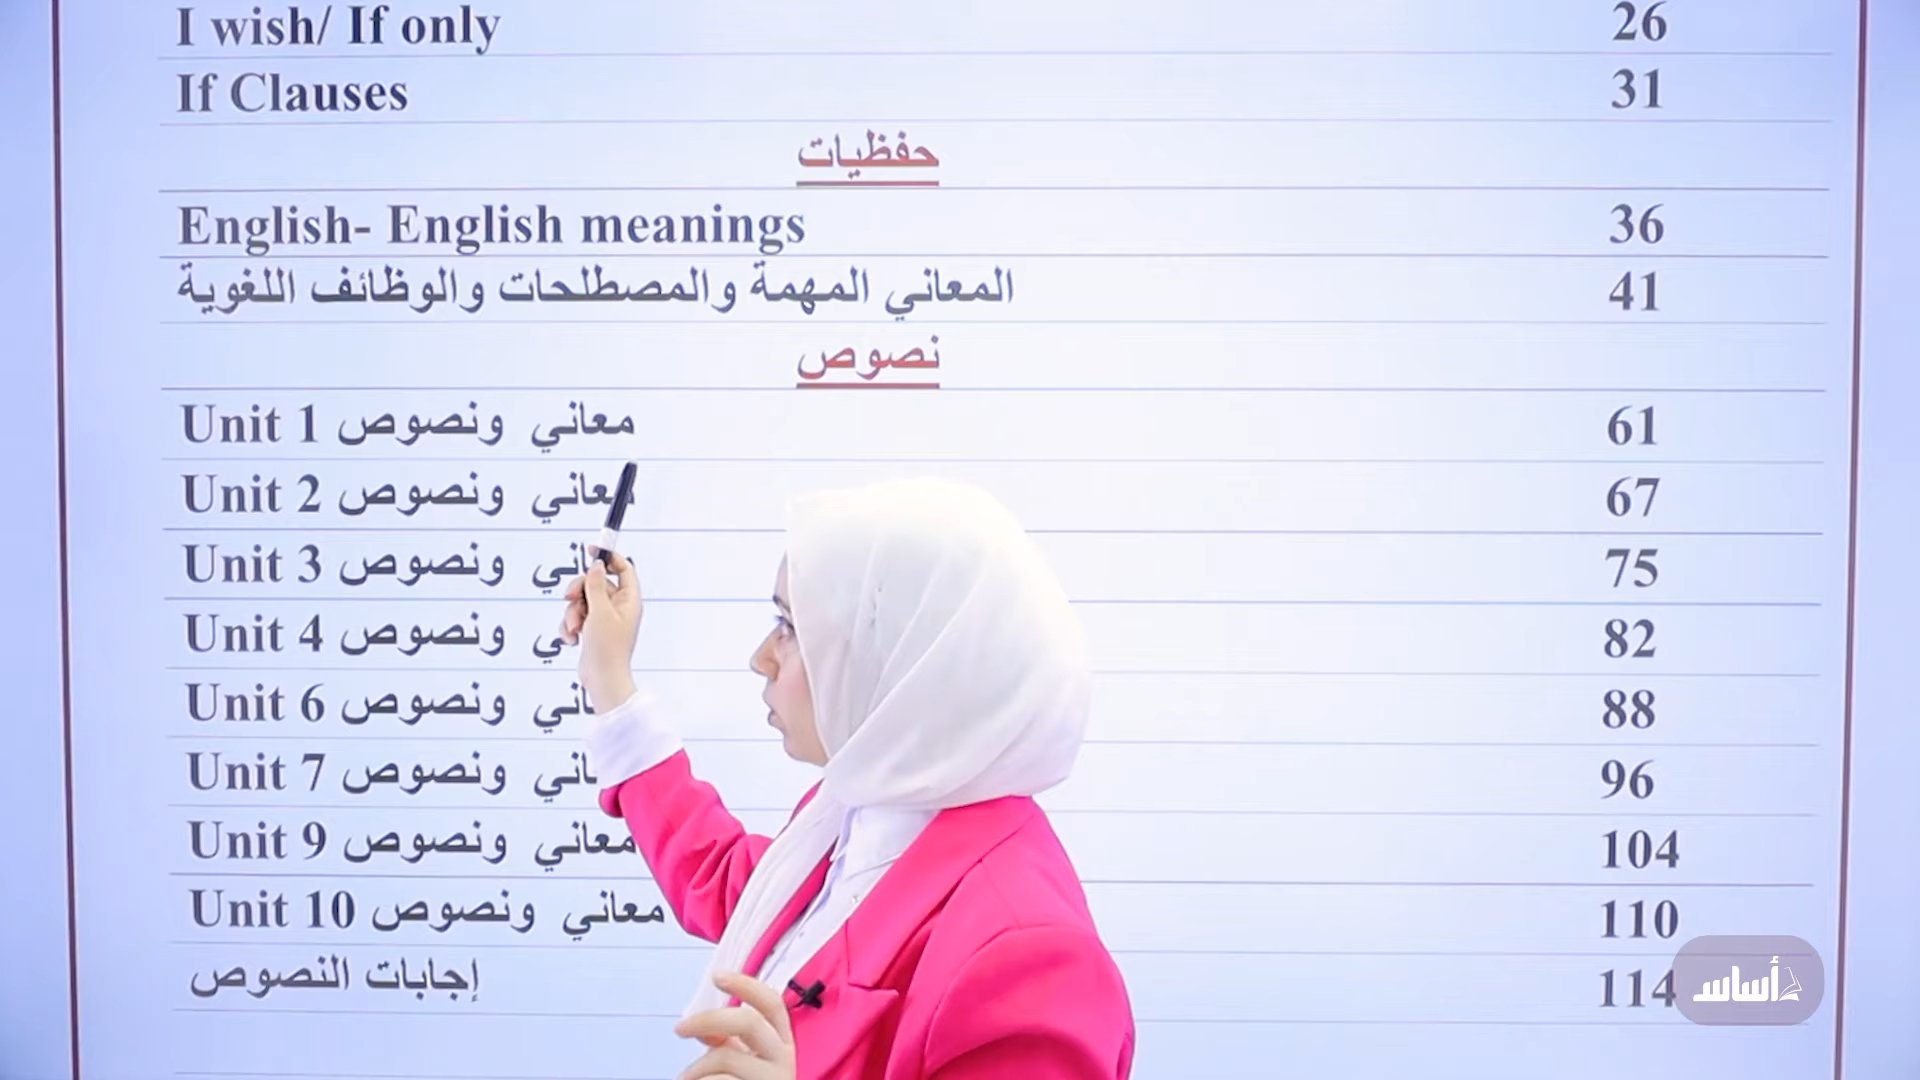 I wish/ If only 26
If Clauses 31
حفظيات
English- English meanings 36
المعاني المهمة والمصطلحات والوظائف اللغوية 41
نصوص
Unit 1 معاني ونصوص 61
Unit 2 معاني ونصوص 67
Unit 3 ونصوص 75
Unit 4 ونصوص 82
Unit 6 ونصوص 88
Unit 7 ونصوص 96
Unit 9 معاني ونصوص 104
Unit 10 معاني ونصوص 110
إجابات النصوص 114
أساس